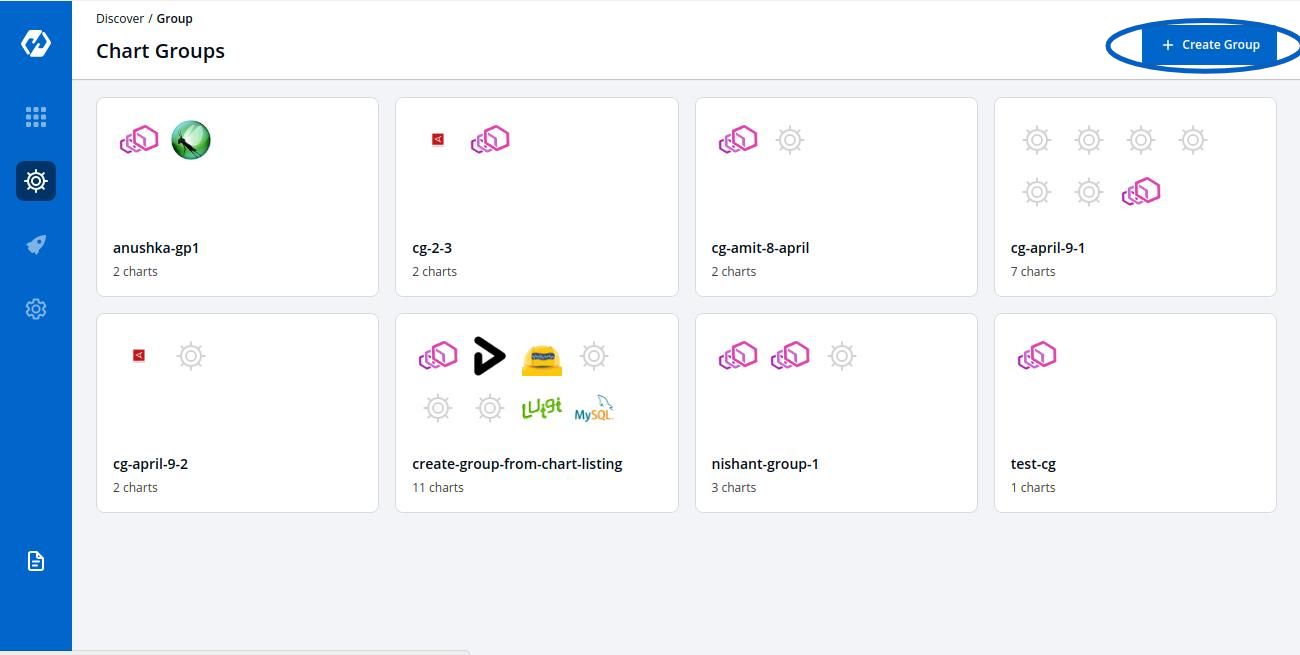 Discover / Group
Chart Groups
+ Create Group
anushka-gp1
2 charts
cg-2-3
2 charts
cg-amit-8-april
2 charts
cg-april-9-1
7 charts
cg-april-9-2
2 charts
LUigi
MySQL
create-group-from-chart-listing
11 charts
nishant-group-1
3 charts
test-cg
1 charts